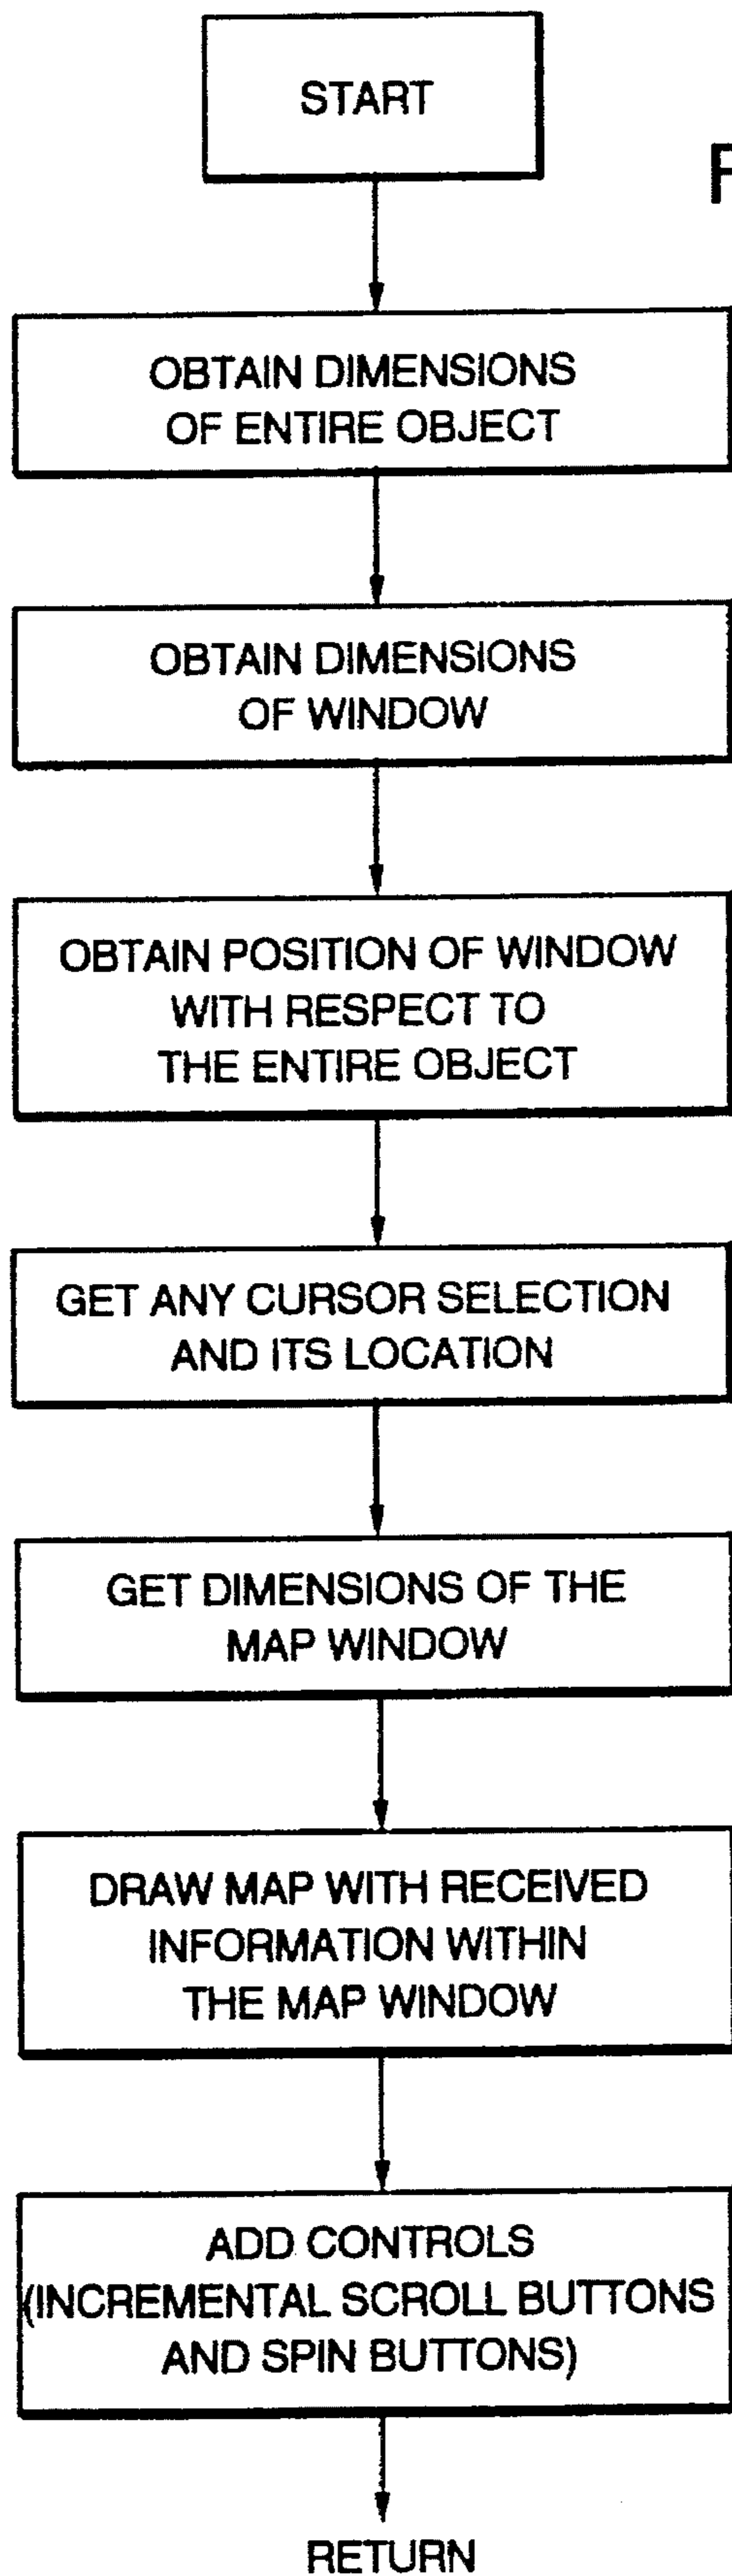 START
OBTAIN DIMENSIONS
OF ENTIRE OBJECT
OBTAIN DIMENSIONS
OF WINDOW
OBTAIN POSITION OF WINDOW
WITH RESPECT TO
THE ENTIRE OBJECT
GET ANY CURSOR SELECTION
AND ITS LOCATION
GET DIMENSIONS OF THE
MAP WINDOW
DRAW MAP WITH RECEIVED
INFORMATION WITHIN
THE MAP WINDOW
ADD CONTROLS
(INCREMENTAL SCROLL BUTTONS
AND SPIN BUTTONS)
RETURN